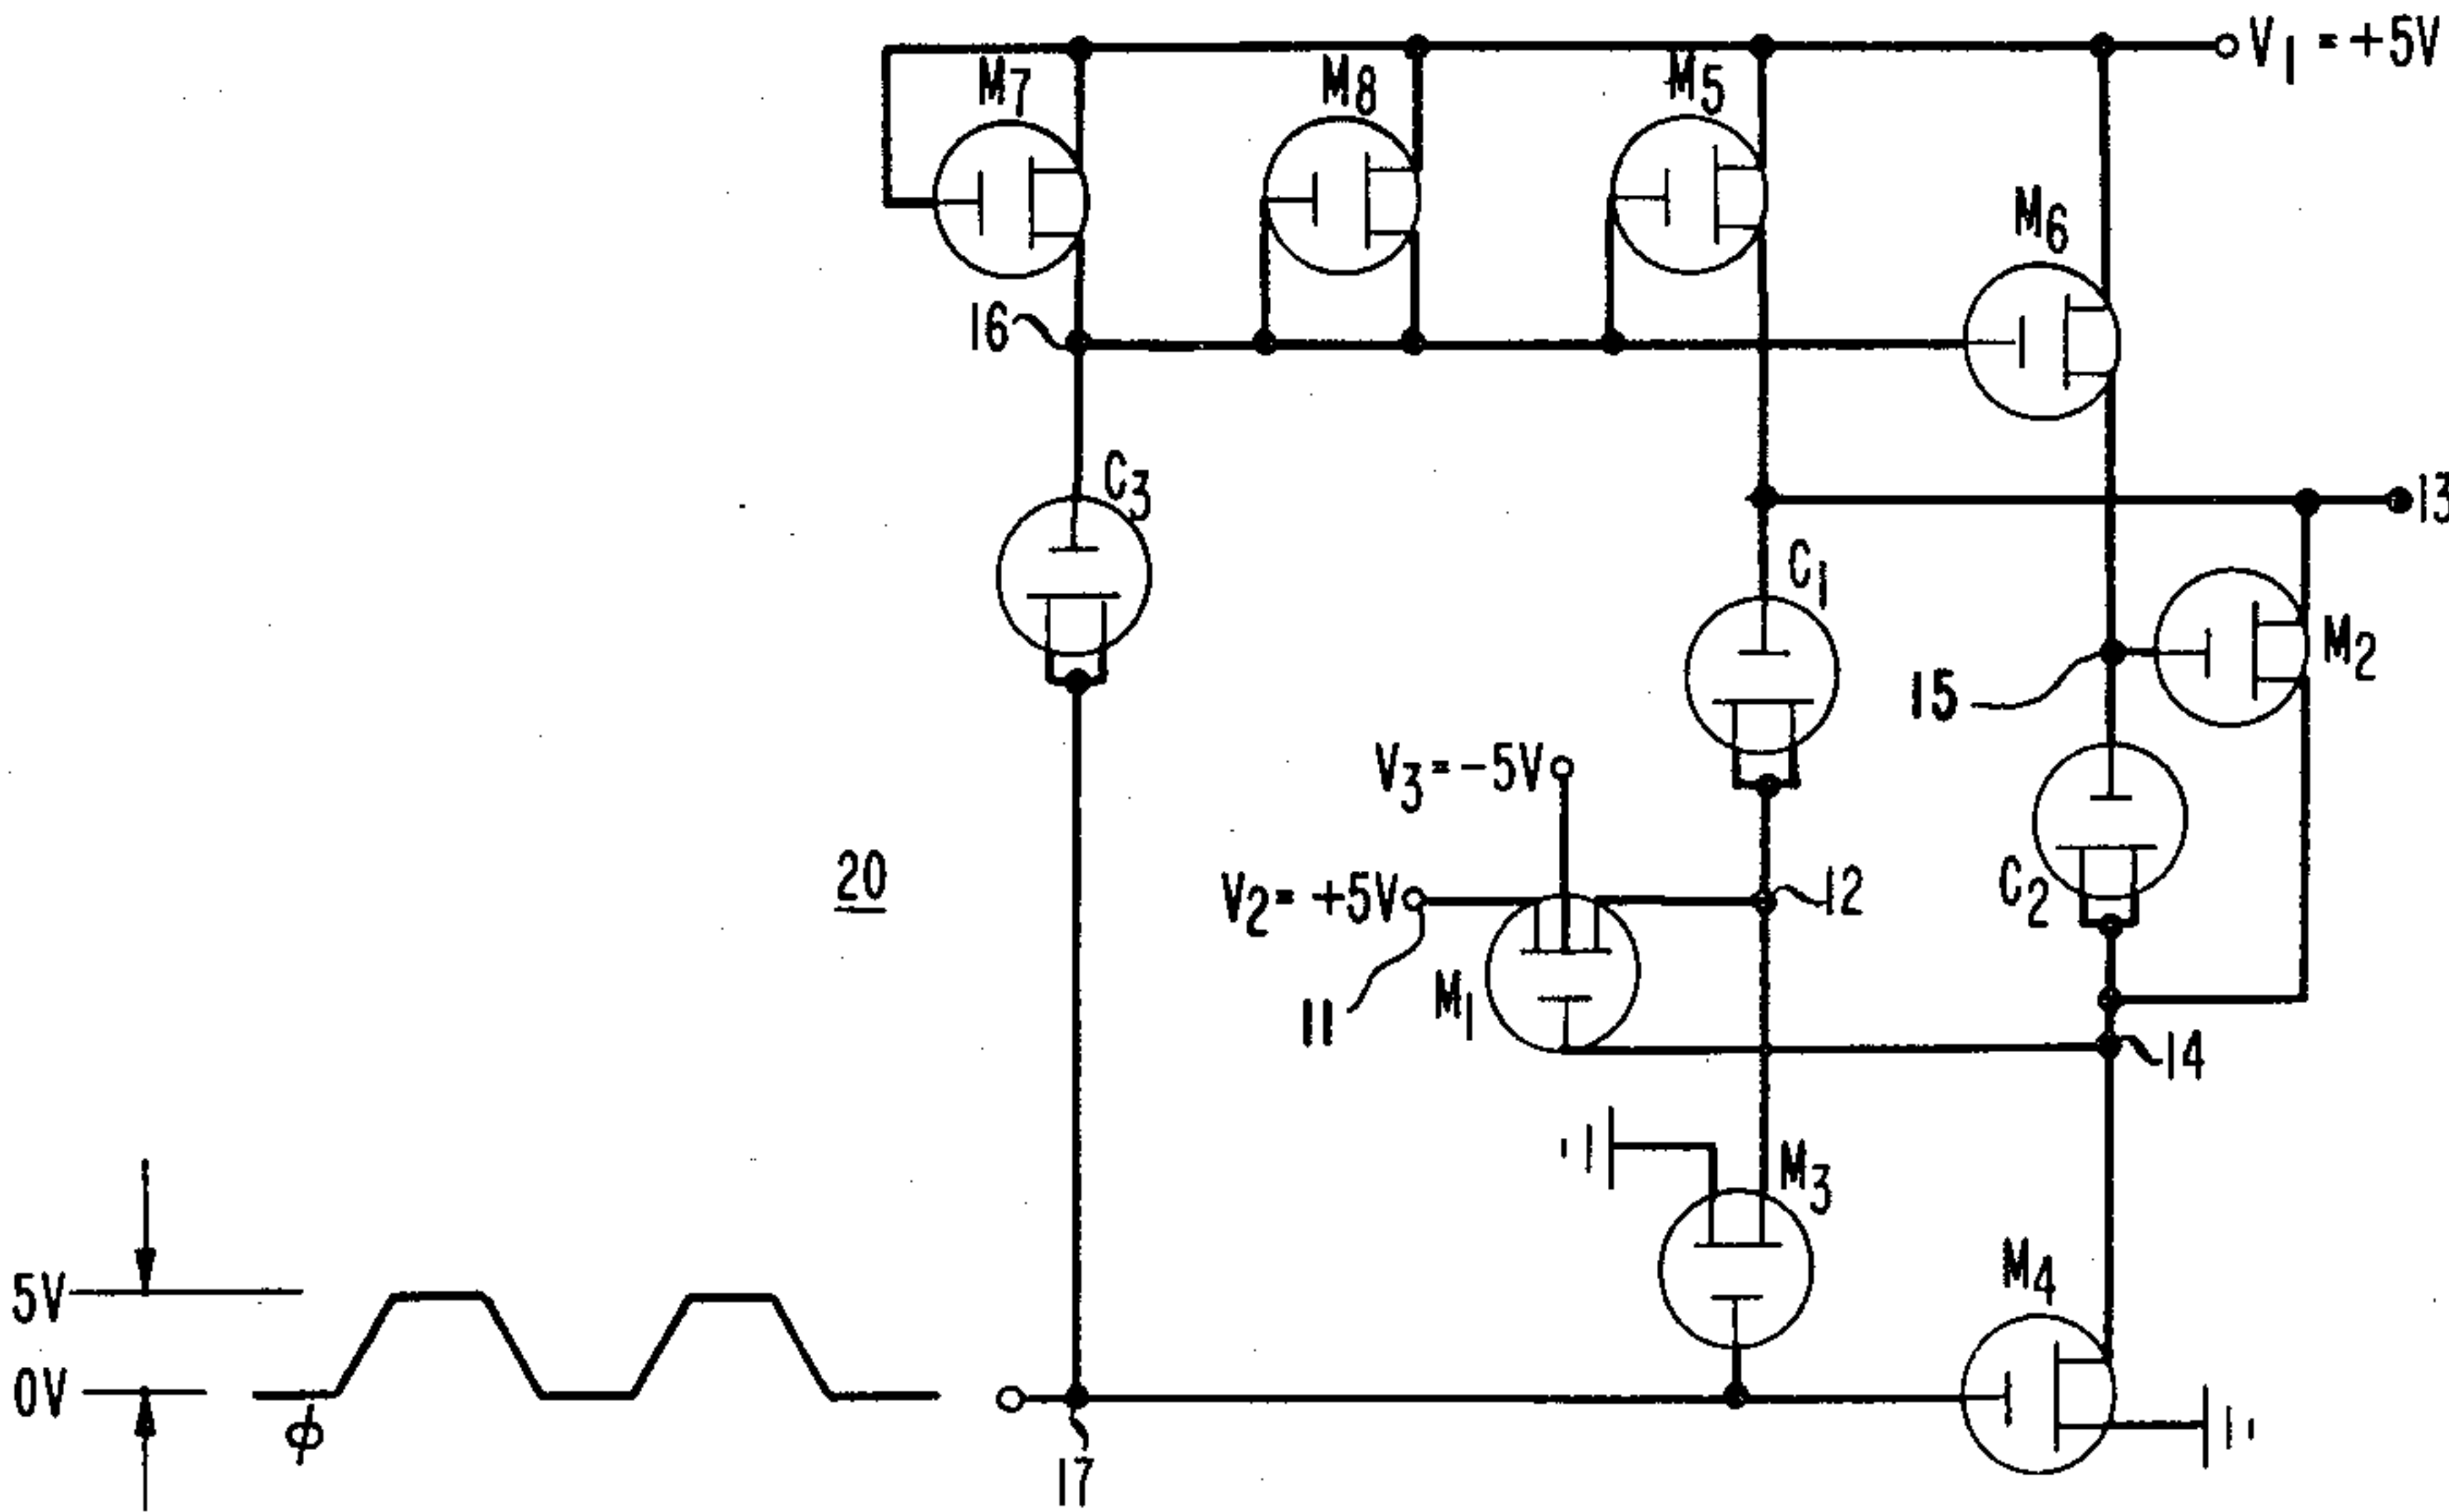 V1 = +5V
M7
M8
M5
M6
16
C3
13
C1
M2
15
V3 = -5V
20
V2 = +5V
12
C2
M1
11
14
M3
M4
5V
0V
ϕ
17